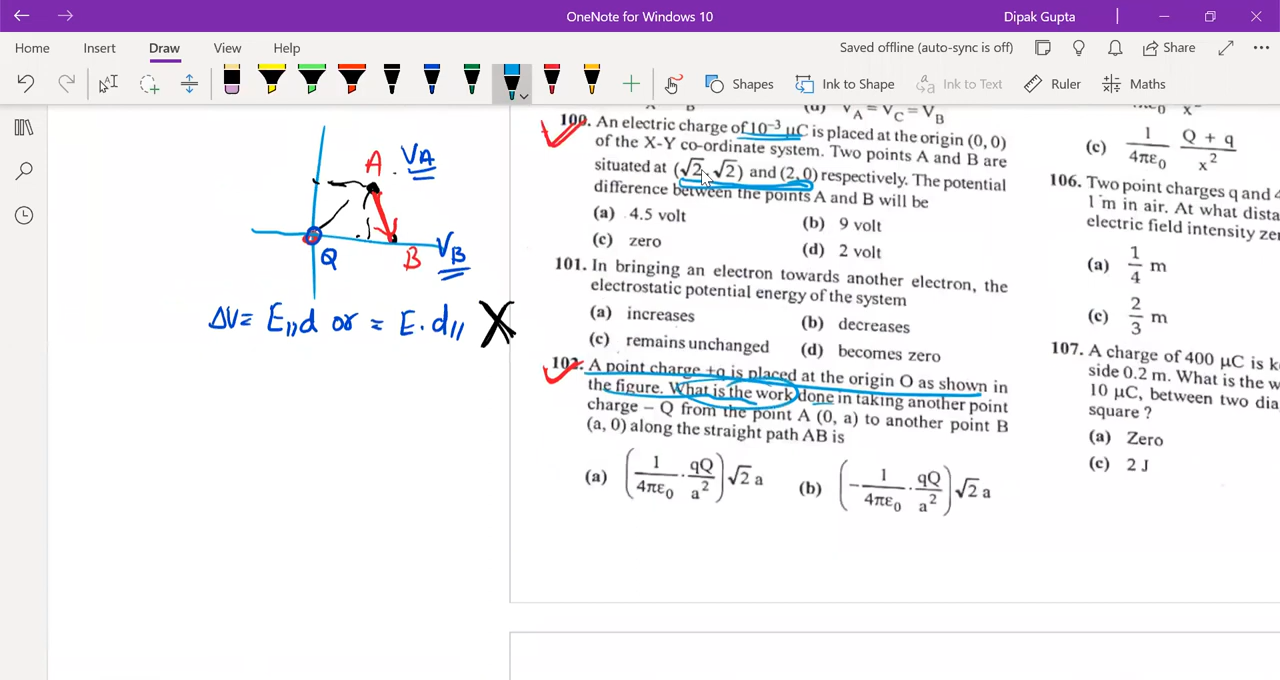 OneNote for Windows 10
Dipak Gupta
Home Insert Draw View Help
Saved offline (auto-sync is off)
Share
Shapes Ink to Shape Ink to Text Ruler Maths
(d) V_A = V_C = V_B
100. An electric charge of 10⁻³ μC is placed at the origin (0, 0)
of the X-Y co-ordinate system. Two points A and B are
situated at (√2, √2) and (2, 0) respectively. The potential
difference between the points A and B will be
(a) 4.5 volt (b) 9 volt
(c) zero (d) 2 volt
101. In bringing an electron towards another electron, the
electrostatic potential energy of the system
(a) increases (b) decreases
(c) remains unchanged (d) becomes zero
102. A point charge +q is placed at the origin O as shown in
the figure. What is the work done in taking another point
charge – Q from the point A (0, a) to another point B
(a, 0) along the straight path AB is
(a) (1/4πε₀ · qQ/a²) √2 a (b) (– 1/4πε₀ · qQ/a²) √2 a
(c) 1/4πε₀ Q + q/x²
106. Two point charges q and 4
1 m in air. At what dista
electric field intensity ze
(a) 1/4 m
(c) 2/3 m
107. A charge of 400 μC is k
side 0.2 m. What is the w
10 μC, between two dia
square ?
(a) Zero
(c) 2 J
A V_A
Q B V_B
ΔV = E_∥ d or = E. d_∥ X